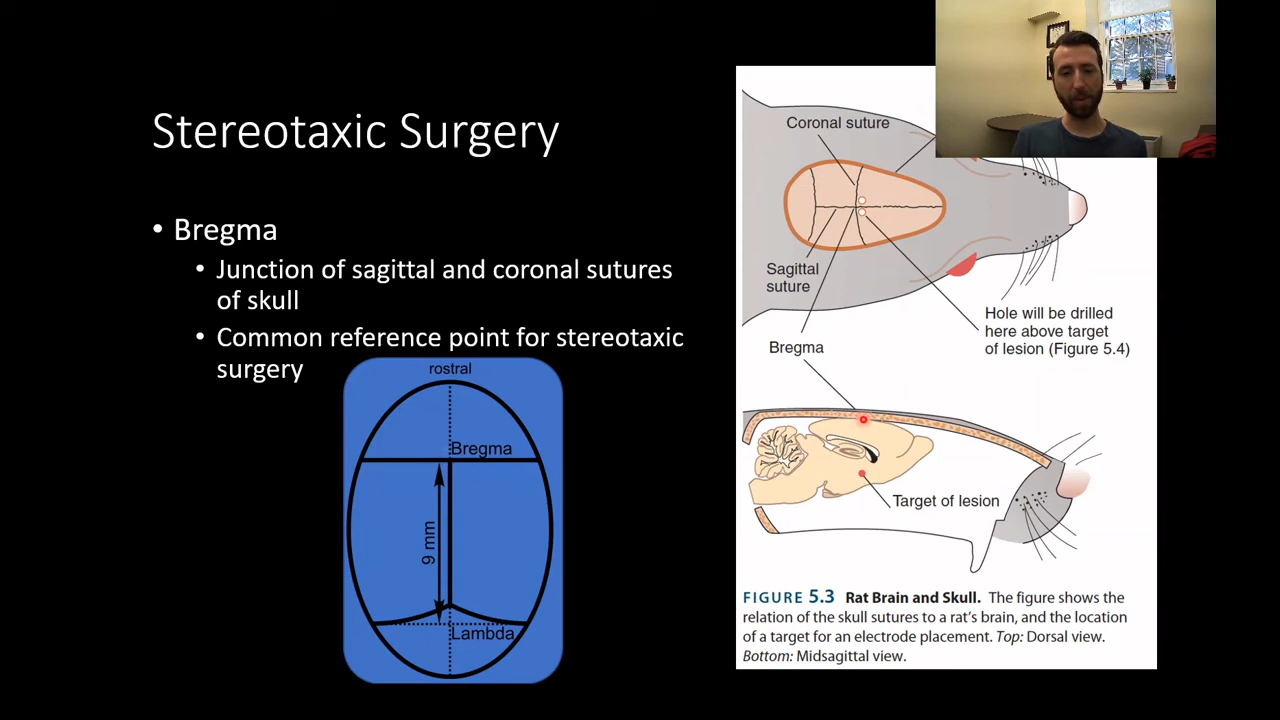 Stereotaxic Surgery
• Bregma
• Junction of sagittal and coronal sutures
of skull
• Common reference point for stereotaxic
surgery
rostral
Bregma
9 mm
Lambda
Coronal suture
Sagittal
suture
Hole will be drilled
here above target
of lesion (Figure 5.4)
Bregma
Target of lesion
FIGURE 5.3 Rat Brain and Skull. The figure shows the
relation of the skull sutures to a rat's brain, and the location
of a target for an electrode placement. Top: Dorsal view.
Bottom: Midsagittal view.